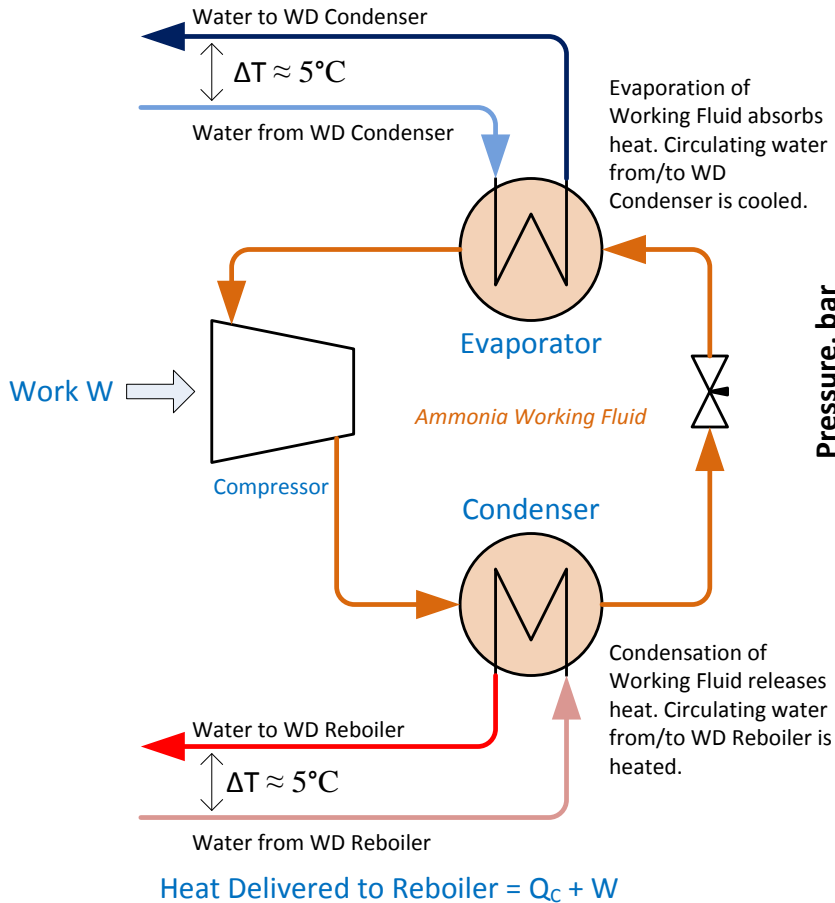 Water to WD Condenser
ΔT ≈ 5°C
Water from WD Condenser
Evaporation of
Working Fluid absorbs
heat. Circulating water
from/to WD
Condenser is cooled.
Evaporator
Pressure, bar
Work W
Ammonia Working Fluid
Compressor
Condenser
Condensation of
Working Fluid releases
heat. Circulating water
from/to WD Reboiler is
heated.
Water to WD Reboiler
ΔT ≈ 5°C
Water from WD Reboiler
Heat Delivered to Reboiler = Q_C + W